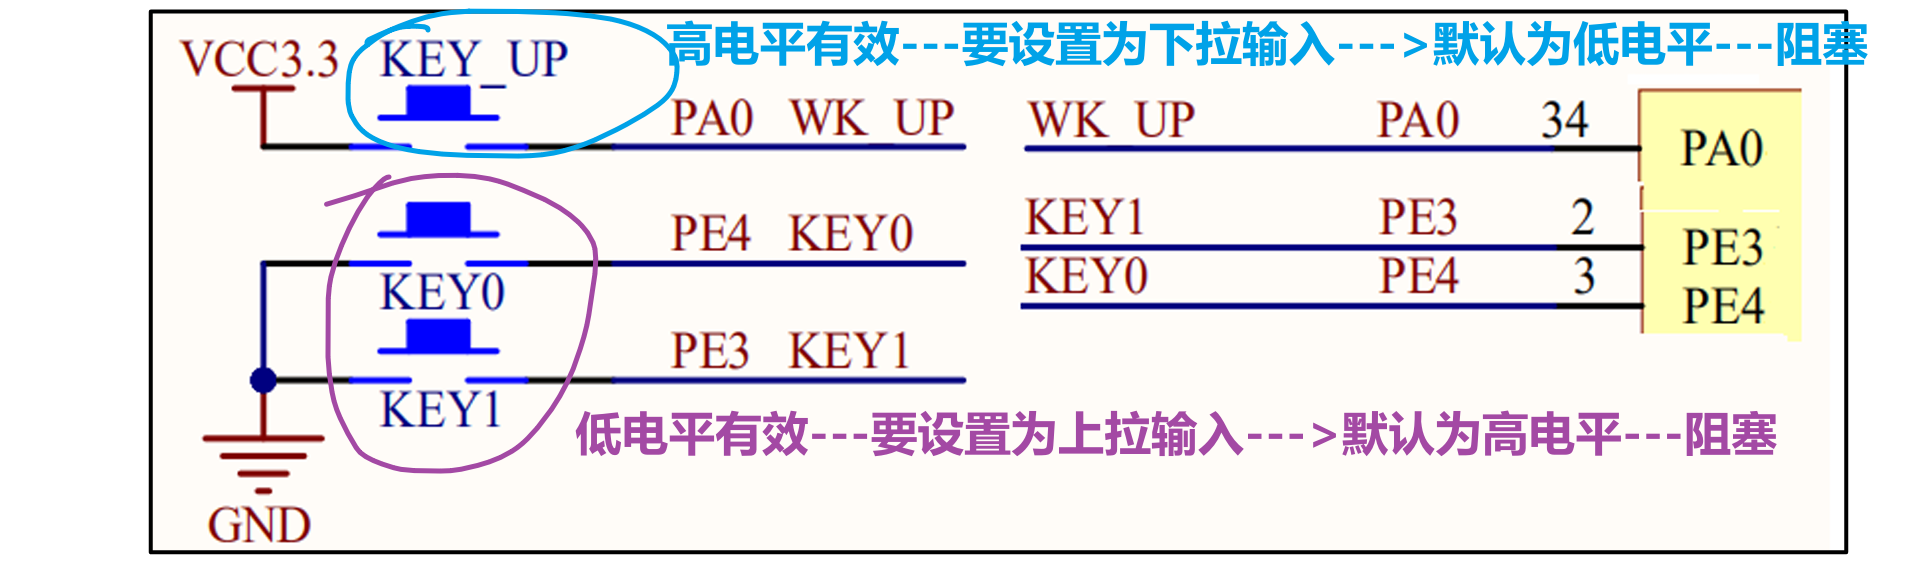 高电平有效---要设置为下拉输入--->默认为低电平---阻塞
VCC3.3 KEY_UP
PA0 WK_UP WK_UP PA0 34 PA0
KEY1 PE3 2 PE3
PE4 KEY0
KEY0 KEY0 PE4 3 PE4
PE3 KEY1
KEY1 低电平有效---要设置为上拉输入--->默认为高电平---阻塞
GND